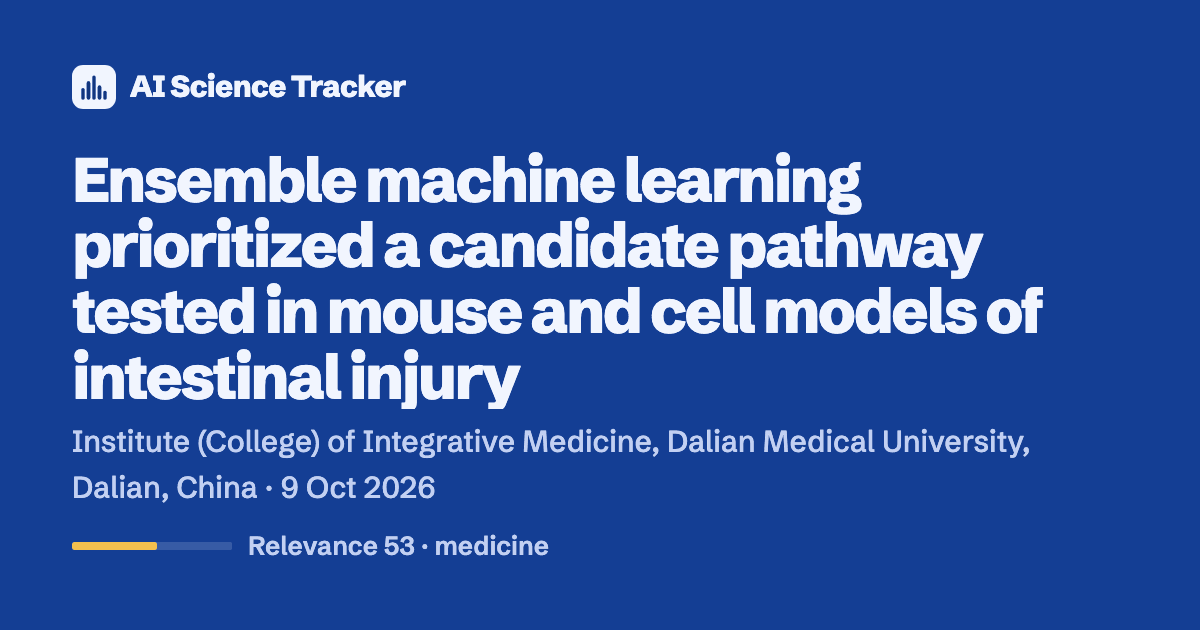 AI Science Tracker
Ensemble machine learning
prioritized a candidate pathway
tested in mouse and cell models of
intestinal injury
Institute (College) of Integrative Medicine, Dalian Medical University,
Dalian, China · 9 Oct 2026
Relevance 53 · medicine